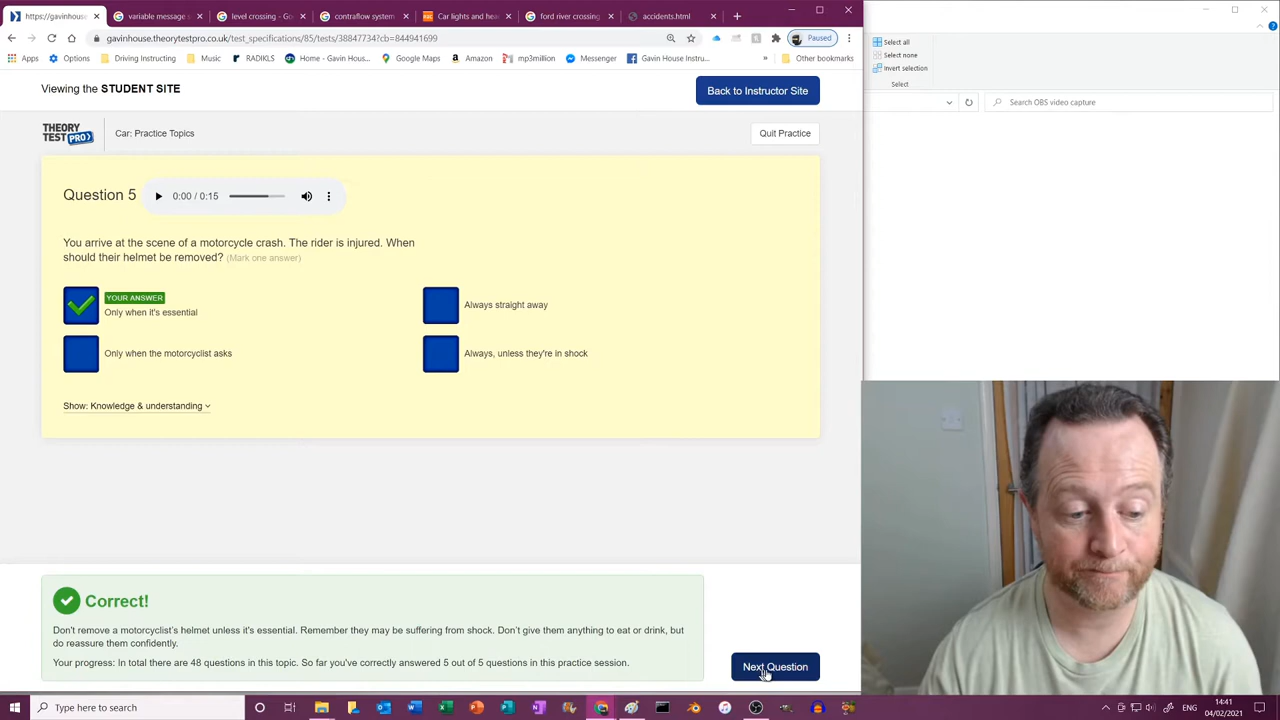 https://gavinhouse
variable message s
level crossing - Go
contraflow system
Car lights and hea
ford river crossing
accidents.html
gavinhouse.theorytestpro.co.uk/test_specifications/85/tests/38847734?cb=844941699
Paused
Apps
Options
Driving Instructing
Music
RADIKLS
Home - Gavin Hous...
Google Maps
Amazon
mp3million
Messenger
Gavin House Instru...
Other bookmarks
Select all
Select none
Invert selection
Select
Search OBS video capture
Viewing the STUDENT SITE
Back to Instructor Site
THEORY
TEST PRO
Car: Practice Topics
Quit Practice
Question 5
0:00 / 0:15
You arrive at the scene of a motorcycle crash. The rider is injured. When
should their helmet be removed? (Mark one answer)
YOUR ANSWER
Only when it's essential
Always straight away
Only when the motorcyclist asks
Always, unless they're in shock
Show: Knowledge & understanding
Correct!
Don't remove a motorcyclist's helmet unless it's essential. Remember they may be suffering from shock. Don't give them anything to eat or drink, but
do reassure them confidently.
Your progress: In total there are 48 questions in this topic. So far you've correctly answered 5 out of 5 questions in this practice session.
Next Question
Type here to search
ENG
14:41
04/02/2021